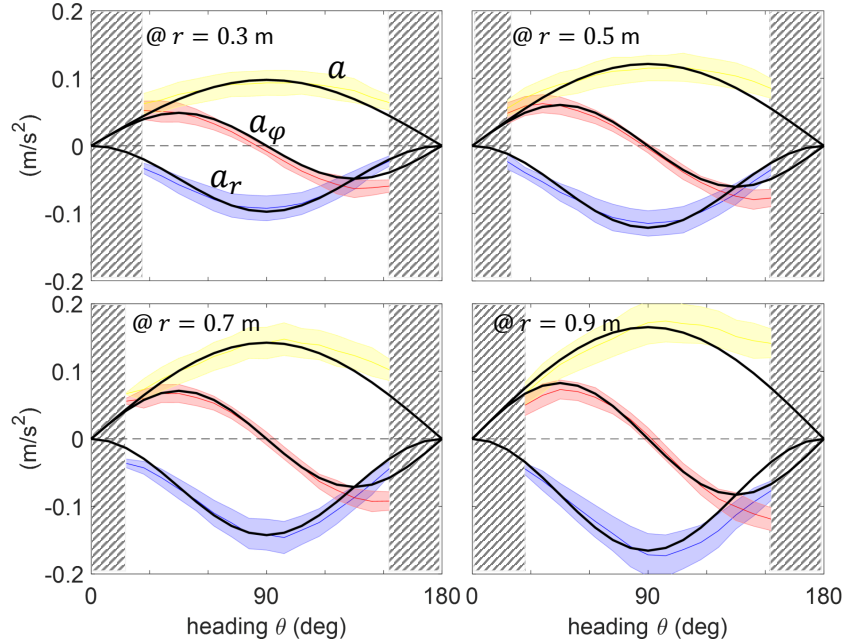 0.2
@ r = 0.3 m
@ r = 0.5 m
a
0.1
a_φ
(m/s²)
0
a_r
-0.1
-0.2
0.2
@ r = 0.7 m
@ r = 0.9 m
0.1
(m/s²)
0
-0.1
-0.2
0
90
180
0
90
180
heading θ (deg)
heading θ (deg)